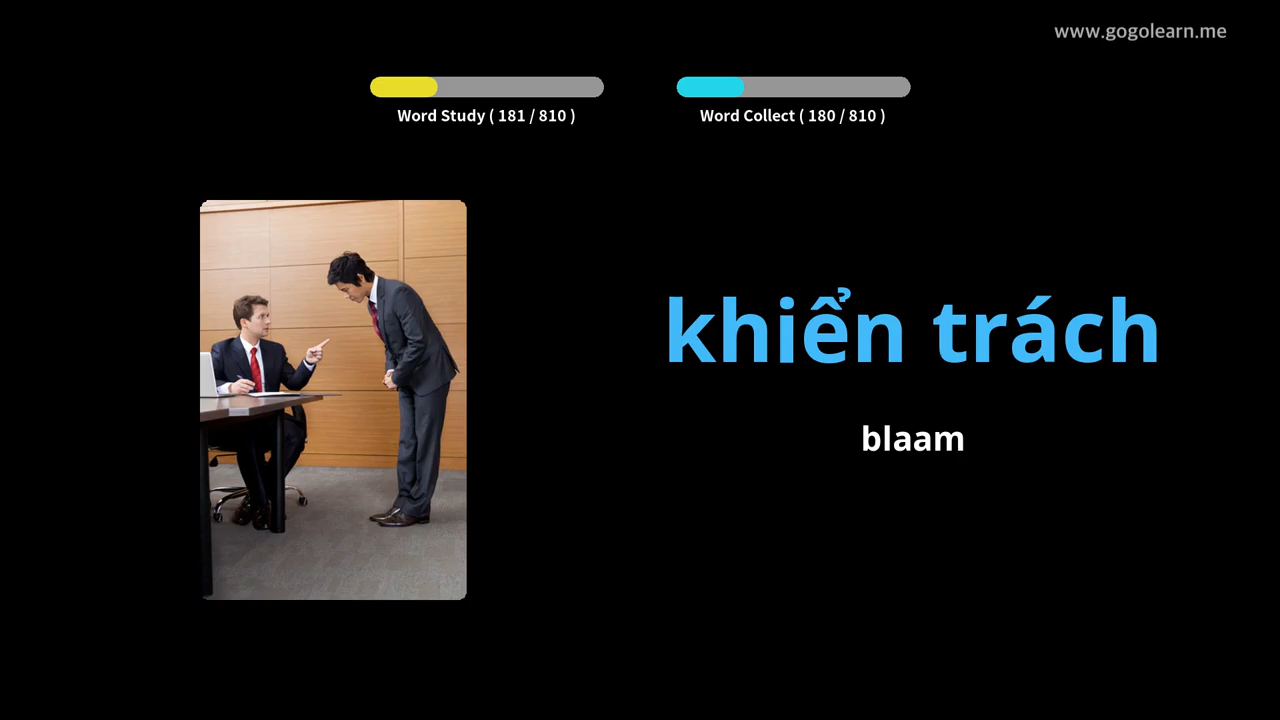 www.gogolearn.me
Word Study ( 181 / 810 )
Word Collect ( 180 / 810 )
khiển trách
blaam